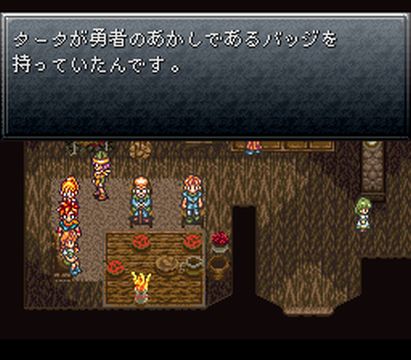 タータが勇者のあかしであるバッジを
持っていたんです。